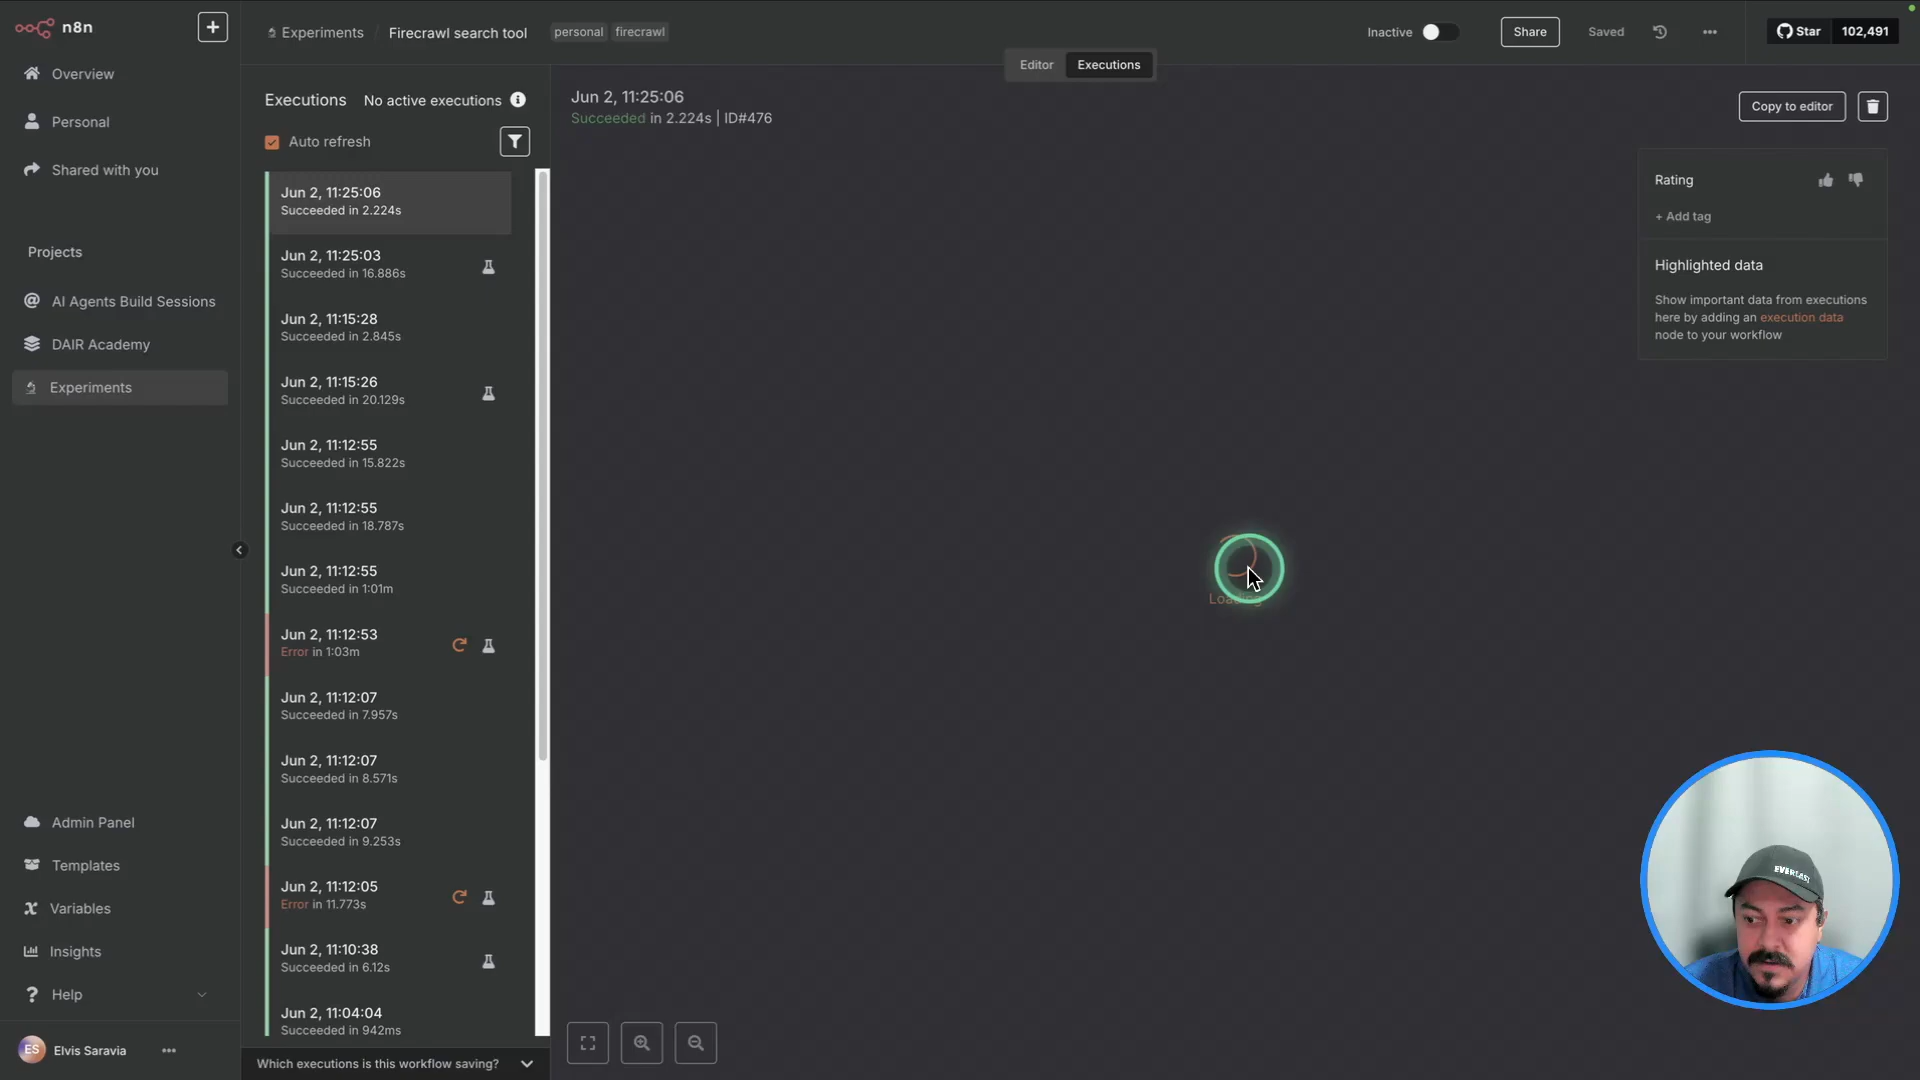 n8n
Overview
Personal
Shared with you
Projects
AI Agents Build Sessions
DAIR Academy
Experiments
Admin Panel
Templates
Variables
Insights
Help
ES Elvis Saravia
Experiments / Firecrawl search tool personal firecrawl
Inactive Share Saved Star 102,491
Editor Executions
Executions No active executions
Auto refresh
Jun 2, 11:25:06
Succeeded in 2.224s
Jun 2, 11:25:03
Succeeded in 16.886s
Jun 2, 11:15:28
Succeeded in 2.845s
Jun 2, 11:15:26
Succeeded in 20.129s
Jun 2, 11:12:55
Succeeded in 15.822s
Jun 2, 11:12:55
Succeeded in 18.787s
Jun 2, 11:12:55
Succeeded in 1:01m
Jun 2, 11:12:53
Error in 1:03m
Jun 2, 11:12:07
Succeeded in 7.957s
Jun 2, 11:12:07
Succeeded in 8.571s
Jun 2, 11:12:07
Succeeded in 9.253s
Jun 2, 11:12:05
Error in 11.773s
Jun 2, 11:10:38
Succeeded in 6.12s
Jun 2, 11:04:04
Succeeded in 942ms
Which executions is this workflow saving?
Jun 2, 11:25:06
Succeeded in 2.224s | ID#476
Copy to editor
Rating
+ Add tag
Highlighted data
Show important data from executions
here by adding an execution data
node to your workflow
Loading
EVERLAST